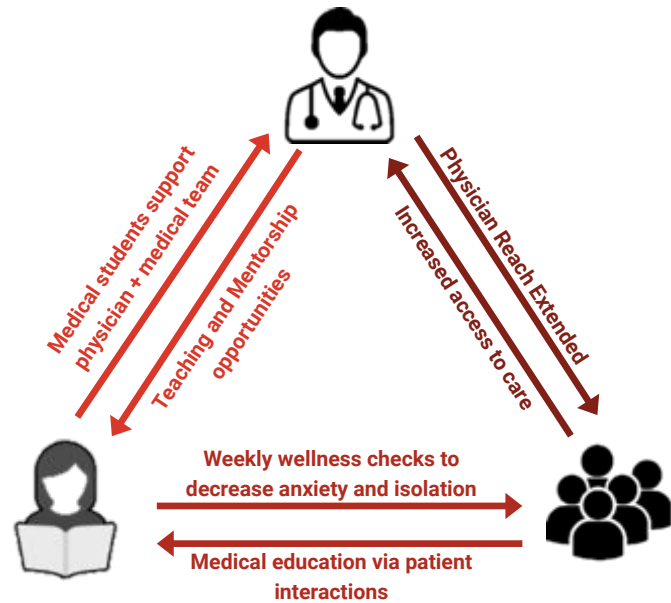 Medical students support
physician + medical team
Teaching and Mentorship
opportunities
Physician Reach Extended
Increased access to care
Weekly wellness checks to
decrease anxiety and isolation
Medical education via patient
interactions